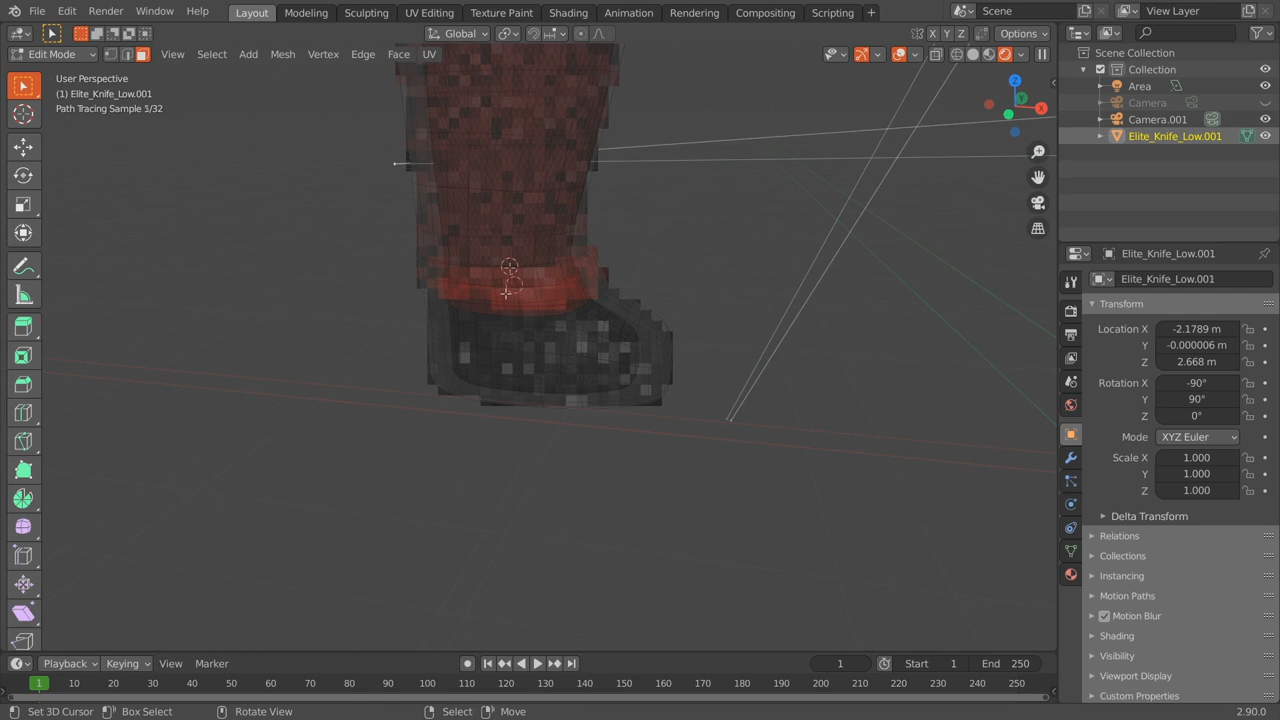 File Edit Render Window Help Layout Modeling Sculpting UV Editing Texture Paint Shading Animation Rendering Compositing Scripting + Scene View Layer
Global Options
Edit Mode View Select Add Mesh Vertex Edge Face UV X Y Z
User Perspective
(1) Elite_Knife_Low.001
Path Tracing Sample 1/32
Z
Y
X
Scene Collection
Collection
Area
Camera
Camera.001
Elite_Knife_Low.001
Elite_Knife_Low.001
Elite_Knife_Low.001
Transform
Location X -2.1789 m
Y -0.000006 m
Z 2.668 m
Rotation X -90°
Y 90°
Z 0°
Mode XYZ Euler
Scale X 1.000
Y 1.000
Z 1.000
Delta Transform
Relations
Collections
Instancing
Motion Paths
Motion Blur
Shading
Visibility
Viewport Display
Custom Properties
Playback Keying View Marker 1 Start 1 End 250
1 10 20 30 40 50 60 70 80 90 100 110 120 130 140 150 160 170 180 190 200 210 220 230 240 250
Set 3D Cursor Box Select Rotate View Select Move 2.90.0